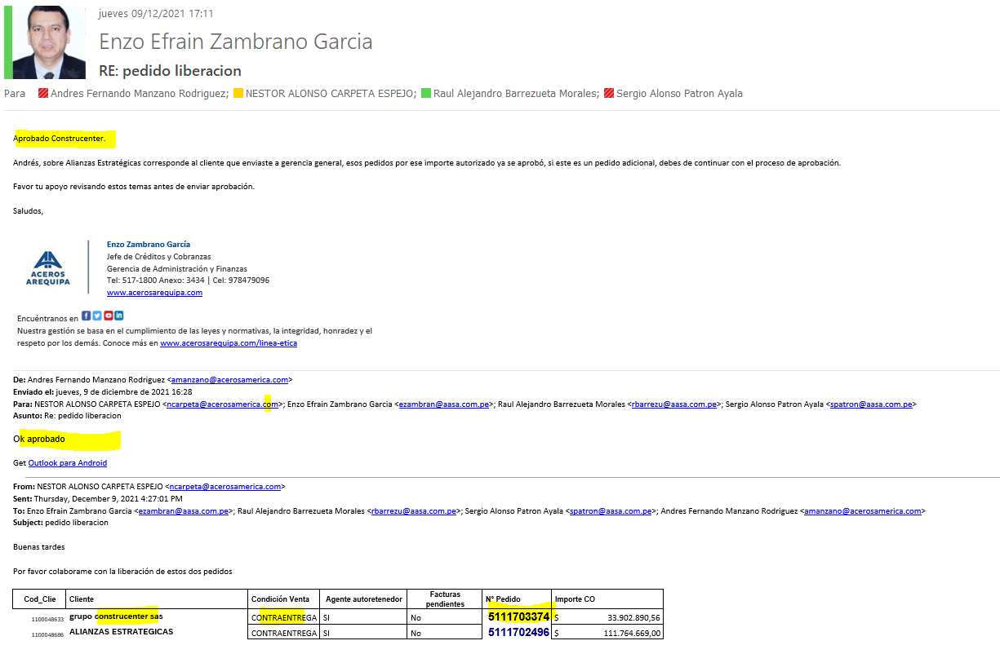 jueves 09/12/2021 17:11
Enzo Efrain Zambrano Garcia
RE: pedido liberacion
Para Andres Fernando Manzano Rodriguez; NESTOR ALONSO CARPETA ESPEJO; Raul Alejandro Barrezueta Morales; Sergio Alonso Patron Ayala
Aprobado Construcenter.
Andrés, sobre Alianzas Estratégicas corresponde al cliente que enviaste a gerencia general, esos pedidos por ese importe autorizado ya se aprobó, si este es un pedido adicional, debes de continuar con el proceso de aprobación.
Favor tu apoyo revisando estos temas antes de enviar aprobación.
Saludos,
ACEROS
AREQUIPA
Enzo Zambrano García
Jefe de Créditos y Cobranzas
Gerencia de Administración y Finanzas
Tel: 517-1800 Anexo: 3434 | Cel: 978479096
www.acerosarequipa.com
Encuéntranos en
Nuestra gestión se basa en el cumplimiento de las leyes y normativas, la integridad, honradez y el
respeto por los demás. Conoce más en www.acerosarequipa.com/linea-etica
De: Andres Fernando Manzano Rodriguez <amanzano@acerosamerica.com>
Enviado el: jueves, 9 de diciembre de 2021 16:28
Para: NESTOR ALONSO CARPETA ESPEJO <ncarpeta@acerosamerica.com>; Enzo Efrain Zambrano Garcia <ezambran@aasa.com.pe>; Raul Alejandro Barrezueta Morales <rbarrezu@aasa.com.pe>; Sergio Alonso Patron Ayala <spatron@aasa.com.pe>
Asunto: Re: pedido liberacion
Ok aprobado
Get Outlook para Android
From: NESTOR ALONSO CARPETA ESPEJO <ncarpeta@acerosamerica.com>
Sent: Thursday, December 9, 2021 4:27:01 PM
To: Enzo Efrain Zambrano Garcia <ezambran@aasa.com.pe>; Raul Alejandro Barrezueta Morales <rbarrezu@aasa.com.pe>; Sergio Alonso Patron Ayala <spatron@aasa.com.pe>; Andres Fernando Manzano Rodriguez <amanzano@acerosamerica.com>
Subject: pedido liberacion
Buenas tardes
Por favor colaborame con la liberación de estos dos pedidos
Cod_Clie Cliente Condición Venta Agente autoretenedor Facturas pendientes N° Pedido Importe CO
1100048633 grupo construcenter sas CONTRAENTREGA SI No 5111703374 $ 33.902.890,56
1100048686 ALIANZAS ESTRATEGICAS CONTRAENTREGA SI No 5111702496 $ 111.764.669,00